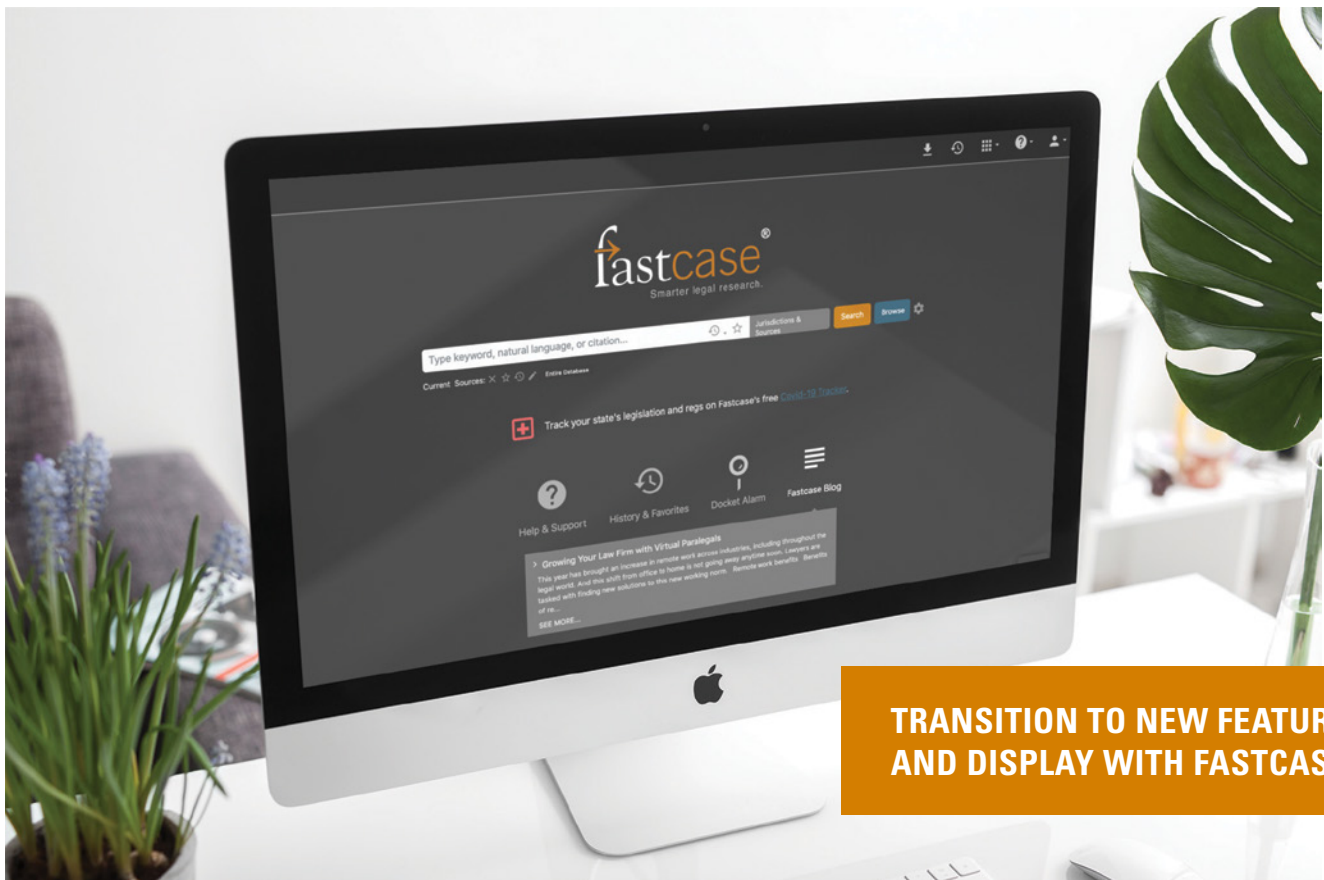 fastcase®
Smarter legal research.
Type keyword, natural language, or citation...
Jurisdictions &
Sources
Search
Browse
Current Sources:
Entire Database
Track your state's legislation and regs on Fastcase's free Covid-19 Tracker.
Help & Support
History & Favorites
Docket Alarm
Fastcase Blog
> Growing Your Law Firm with Virtual Paralegals
This year has brought an increase in remote work across industries, including throughout the
legal world. And this shift from office to home is not going away anytime soon. Lawyers are
tasked with finding new solutions to this new working norm. Remote work benefits Benefits
of re...
SEE MORE...
TRANSITION TO NEW FEATUR
AND DISPLAY WITH FASTCAS